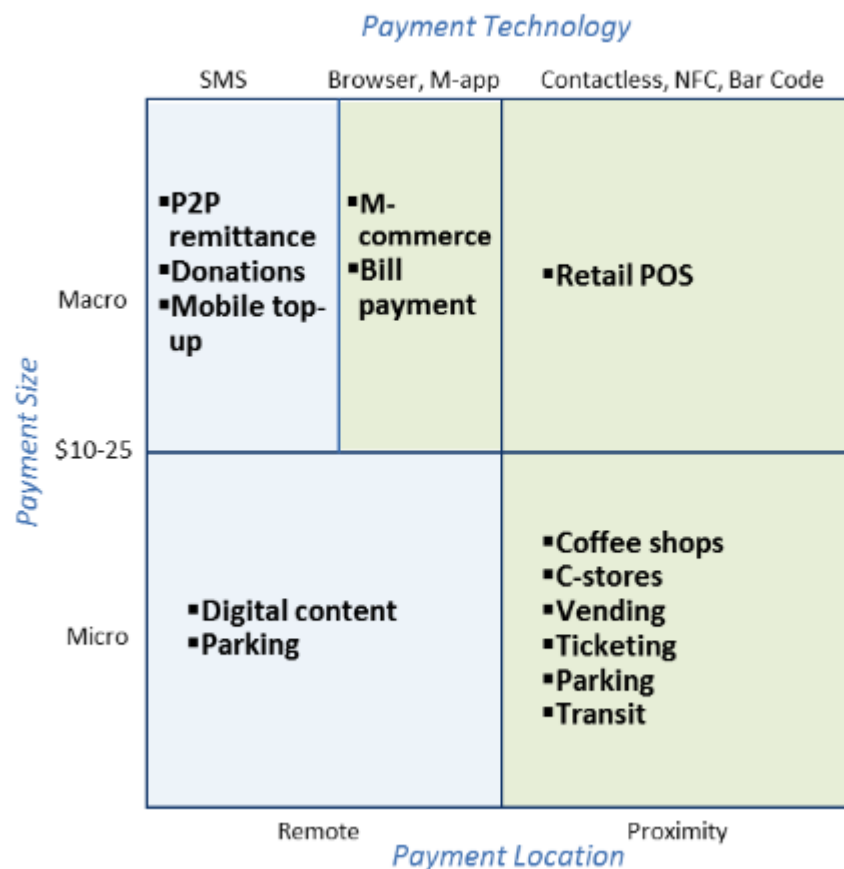 Payment Technology
SMS
Browser, M-app
Contactless, NFC, Bar Code
▪P2P
remittance
▪Donations
▪Mobile top-
up
▪M-
commerce
▪Bill
payment
▪Retail POS
Macro
Payment Size
$10-25
Micro
▪Digital content
▪Parking
▪Coffee shops
▪C-stores
▪Vending
▪Ticketing
▪Parking
▪Transit
Remote
Proximity
Payment Location